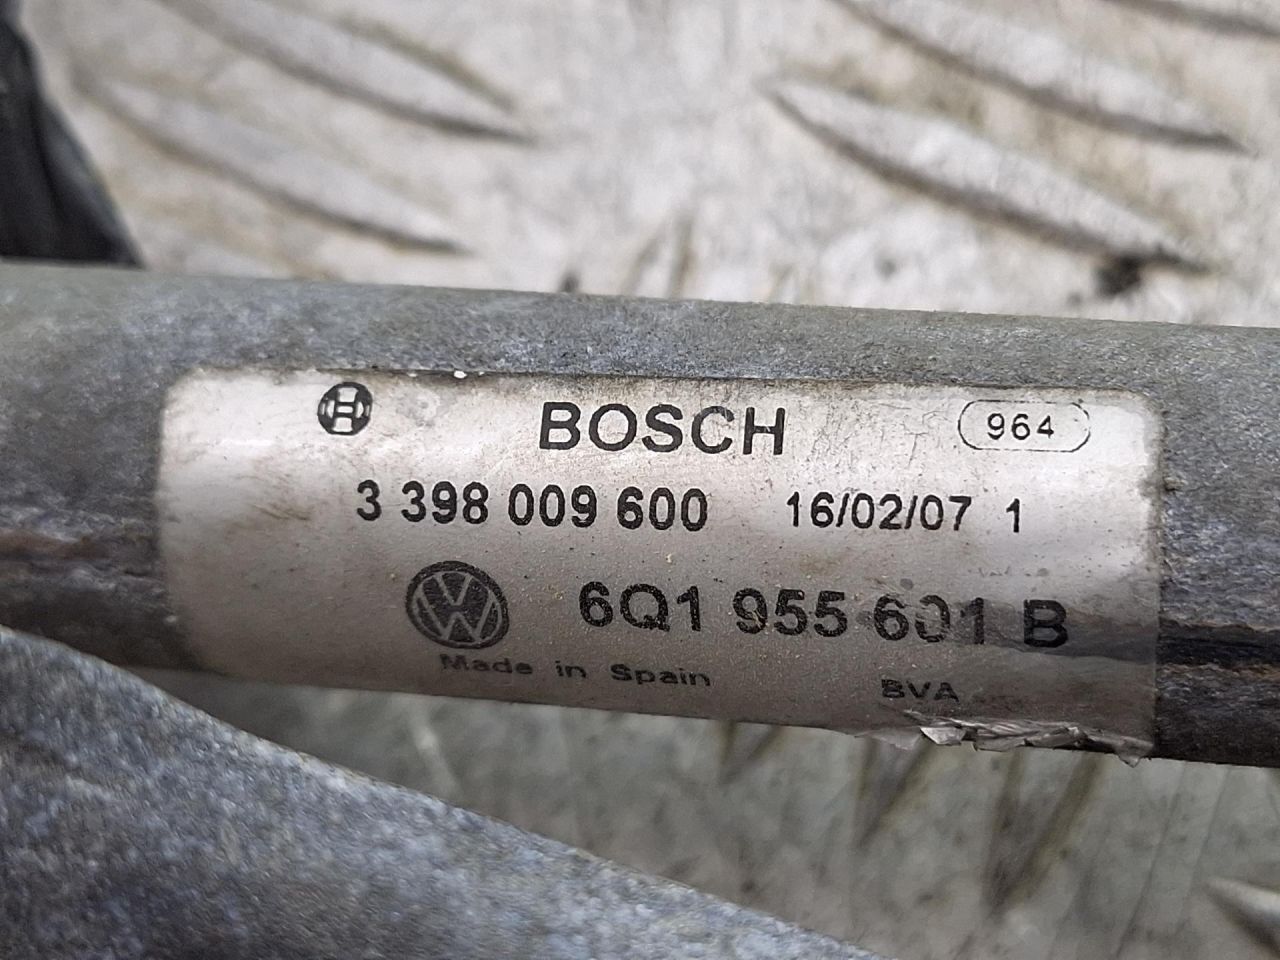 BOSCH 964
3 398 009 600 16/02/07 1
6Q1 955 601 B
Made in Spain BVA